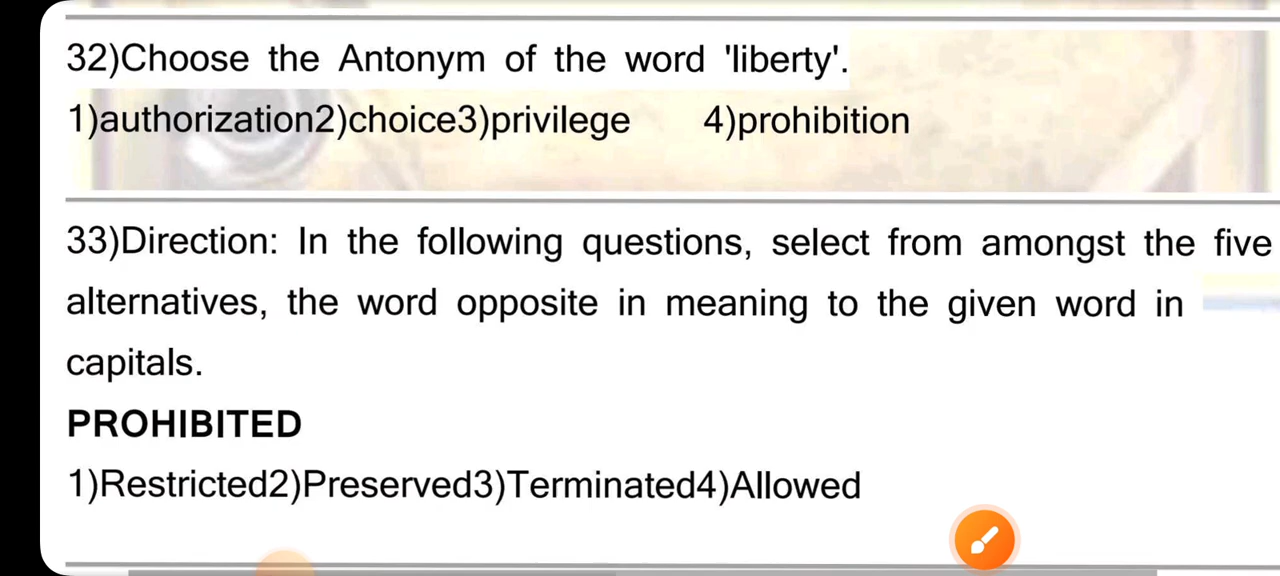 32)Choose the Antonym of the word 'liberty'.
1)authorization2)choice3)privilege 4)prohibition
33)Direction: In the following questions, select from amongst the five
alternatives, the word opposite in meaning to the given word in
capitals.
PROHIBITED
1)Restricted2)Preserved3)Terminated4)Allowed